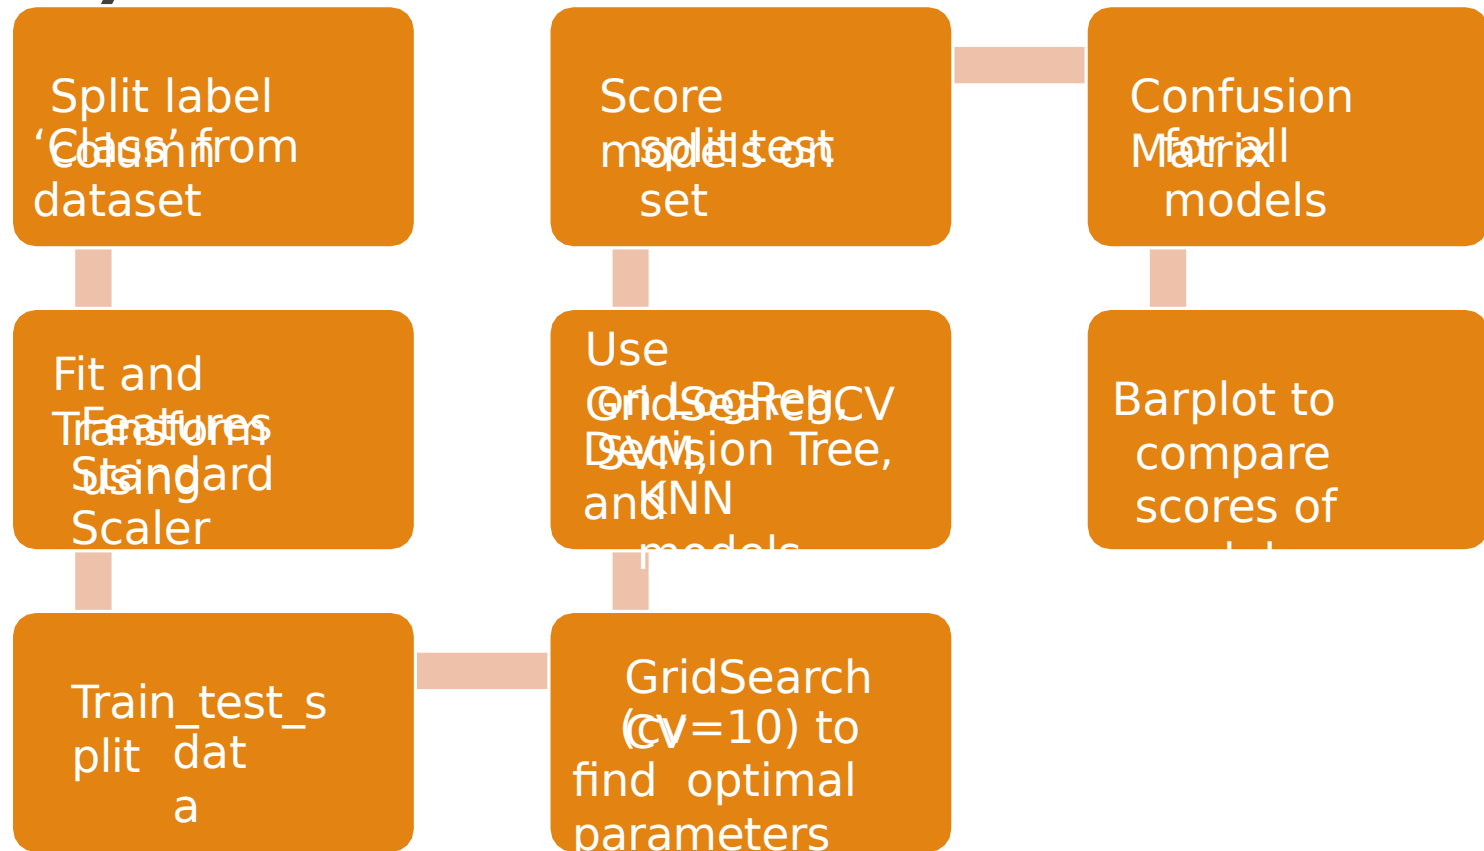 Split label
column
‘Class’ from
dataset
Fit and
Transform
Features
using
Standard
Scaler
Train_test_s
plit
dat
a
GridSearch
CV
(cv=10) to
find optimal
parameters
Use
GridSearchCV
on LogReg,
SVM,
Decision Tree,
and
KNN
models
Score
models on
split test
set
Confusion
Matrix
for all
models
Barplot to
compare
scores of